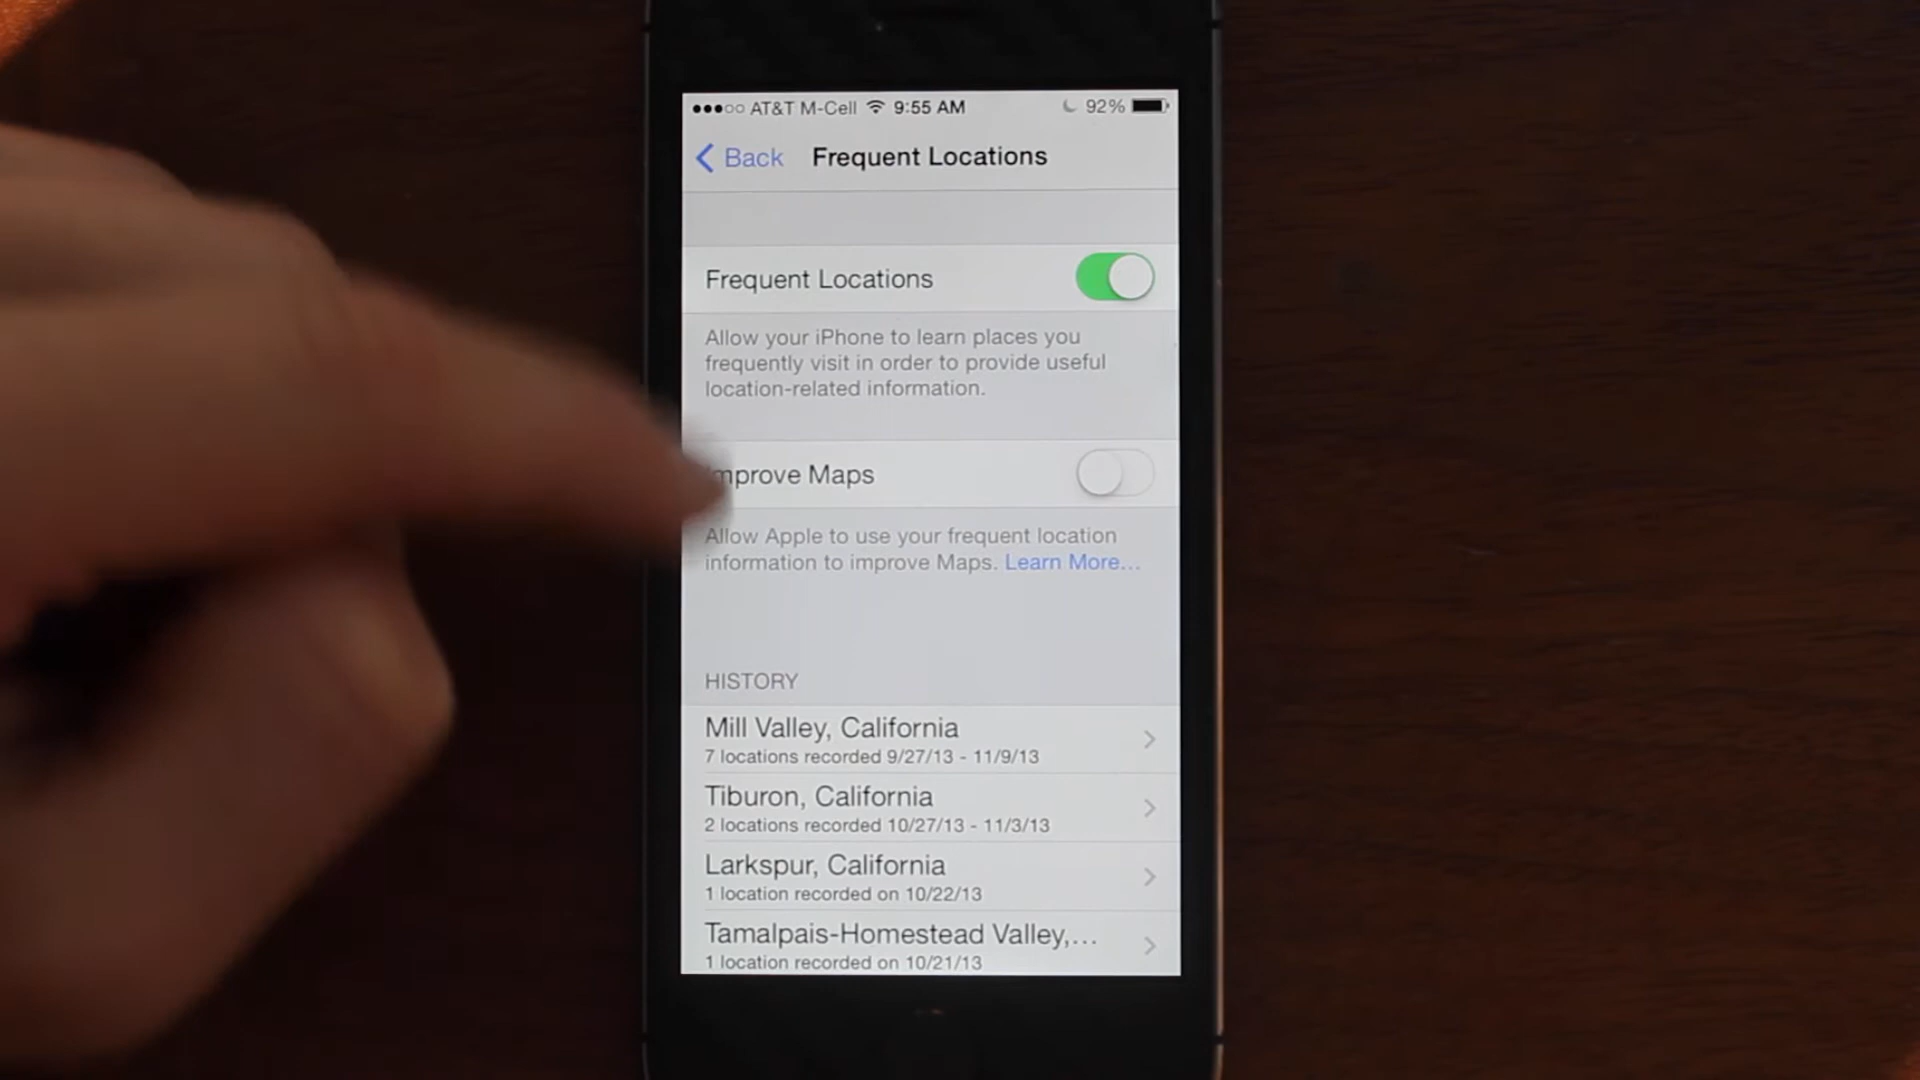 AT&T M-Cell 9:55 AM 92%
Back Frequent Locations
Frequent Locations
Allow your iPhone to learn places you
frequently visit in order to provide useful
location-related information.
Improve Maps
Allow Apple to use your frequent location
information to improve Maps. Learn More...
HISTORY
Mill Valley, California
7 locations recorded 9/27/13 - 11/9/13
Tiburon, California
2 locations recorded 10/27/13 - 11/3/13
Larkspur, California
1 location recorded on 10/22/13
Tamalpais-Homestead Valley,...
1 location recorded on 10/21/13